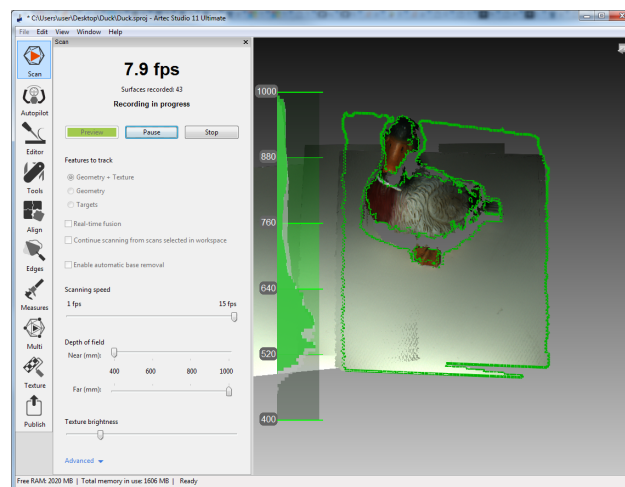 * C:\Users\user\Desktop\Duck\Duck.sproj - Artec Studio 11 Ultimate
File Edit View Window Help
Scan
Autopilot
Editor
Tools
Align
Edges
Measures
Multi
Texture
Publish
Scan
7.9 fps
Surfaces recorded: 43
Recording in progress
Preview Pause Stop
Features to track
Geometry + Texture
Geometry
Targets
Real-time fusion
Continue scanning from scans selected in workspace
Enable automatic base removal
Scanning speed
1 fps 15 fps
Depth of field
Near (mm):
400 600 800 1000
Far (mm):
Texture brightness
Advanced
1000
880
760
640
520
400
Free RAM: 2020 MB | Total memory in use: 1606 MB | Ready